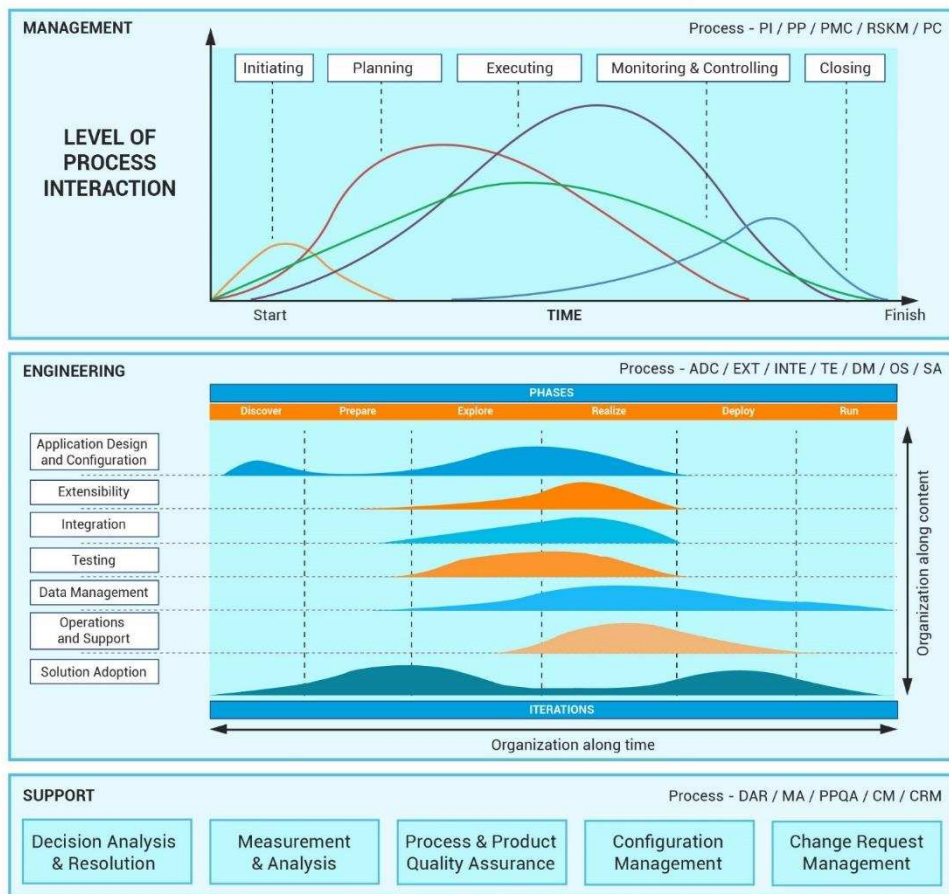 MANAGEMENT
Process - PI / PP / PMC / RSKM / PC
Initiating
Planning
Executing
Monitoring & Controlling
Closing
LEVEL OF
PROCESS
INTERACTION
Start
TIME
Finish
ENGINEERING
Process - ADC / EXT / INTE / TE / DM / OS / SA
PHASES
Discover
Prepare
Explore
Realize
Deploy
Run
Application Design
and Configuration
Extensibility
Integration
Testing
Data Management
Operations
and Support
Solution Adoption
Organization along content
ITERATIONS
Organization along time
SUPPORT
Process - DAR / MA / PPQA / CM / CRM
Decision Analysis
& Resolution
Measurement
& Analysis
Process & Product
Quality Assurance
Configuration
Management
Change Request
Management